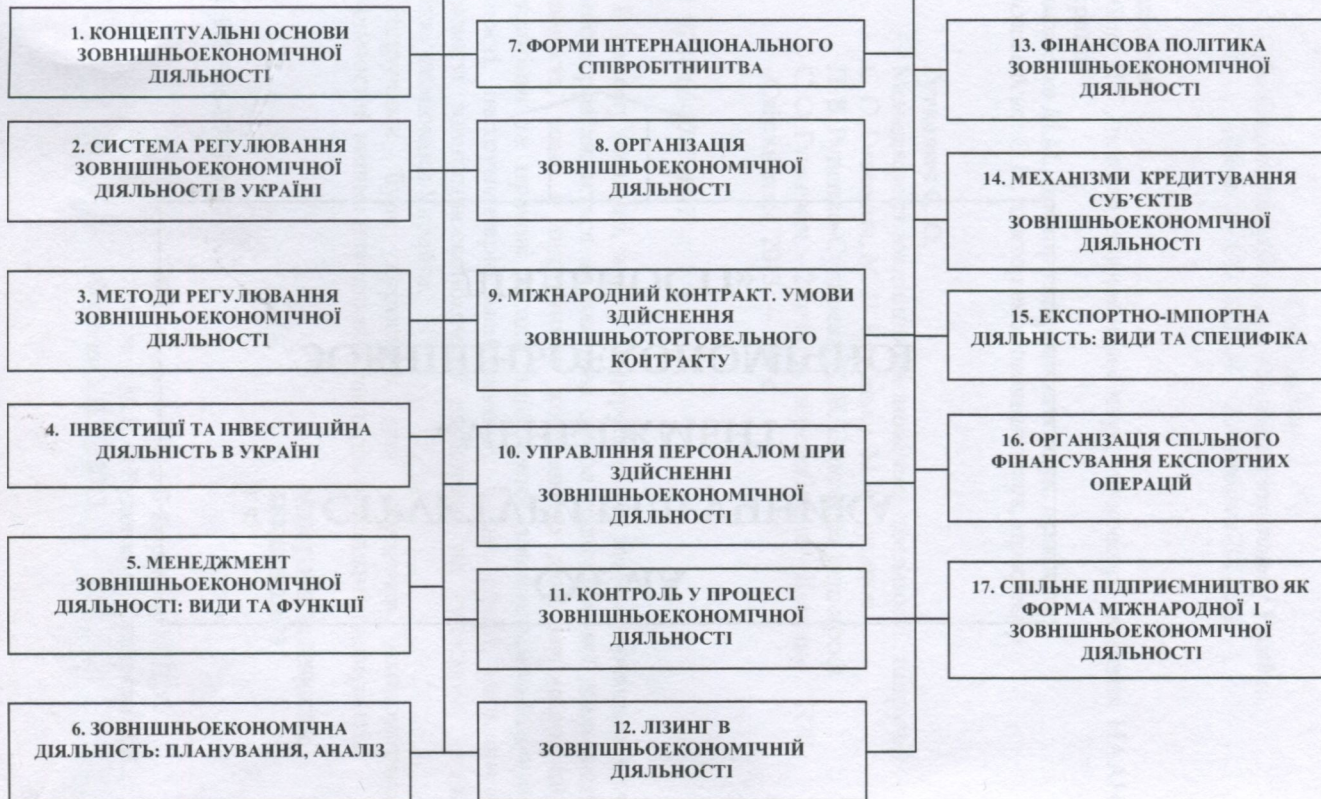 1. КОНЦЕПТУАЛЬНІ ОСНОВИ
ЗОВНІШНЬОЕКОНОМІЧНОЇ
ДІЯЛЬНОСТІ
2. СИСТЕМА РЕГУЛЮВАННЯ
ЗОВНІШНЬОЕКОНОМІЧНОЇ
ДІЯЛЬНОСТІ В УКРАЇНІ
3. МЕТОДИ РЕГУЛЮВАННЯ
ЗОВНІШНЬОЕКОНОМІЧНОЇ
ДІЯЛЬНОСТІ
4. ІНВЕСТИЦІЇ ТА ІНВЕСТИЦІЙНА
ДІЯЛЬНІСТЬ В УКРАЇНІ
5. МЕНЕДЖМЕНТ
ЗОВНІШНЬОЕКОНОМІЧНОЇ
ДІЯЛЬНОСТІ: ВИДИ ТА ФУНКЦІЇ
6. ЗОВНІШНЬОЕКОНОМІЧНА
ДІЯЛЬНІСТЬ: ПЛАНУВАННЯ, АНАЛІЗ
7. ФОРМИ ІНТЕРНАЦІОНАЛЬНОГО
СПІВРОБІТНИЦТВА
8. ОРГАНІЗАЦІЯ
ЗОВНІШНЬОЕКОНОМІЧНОЇ
ДІЯЛЬНОСТІ
9. МІЖНАРОДНИЙ КОНТРАКТ. УМОВИ
ЗДІЙСНЕННЯ
ЗОВНІШНЬОТОРГОВЕЛЬНОГО
КОНТРАКТУ
10. УПРАВЛІННЯ ПЕРСОНАЛОМ ПРИ
ЗДІЙСНЕННІ
ЗОВНІШНЬОЕКОНОМІЧНОЇ
ДІЯЛЬНОСТІ
11. КОНТРОЛЬ У ПРОЦЕСІ
ЗОВНІШНЬОЕКОНОМІЧНОЇ
ДІЯЛЬНОСТІ
12. ЛІЗИНГ В
ЗОВНІШНЬОЕКОНОМІЧНІЙ
ДІЯЛЬНОСТІ
13. ФІНАНСОВА ПОЛІТИКА
ЗОВНІШНЬОЕКОНОМІЧНОЇ
ДІЯЛЬНОСТІ
14. МЕХАНІЗМИ КРЕДИТУВАННЯ
СУБ'ЄКТІВ
ЗОВНІШНЬОЕКОНОМІЧНОЇ
ДІЯЛЬНОСТІ
15. ЕКСПОРТНО-ІМПОРТНА
ДІЯЛЬНІСТЬ: ВИДИ ТА СПЕЦИФІКА
16. ОРГАНІЗАЦІЯ СПІЛЬНОГО
ФІНАНСУВАННЯ ЕКСПОРТНИХ
ОПЕРАЦІЙ
17. СПІЛЬНЕ ПІДПРИЄМНИЦТВО ЯК
ФОРМА МІЖНАРОДНОЇ І
ЗОВНІШНЬОЕКОНОМІЧНОЇ
ДІЯЛЬНОСТІ